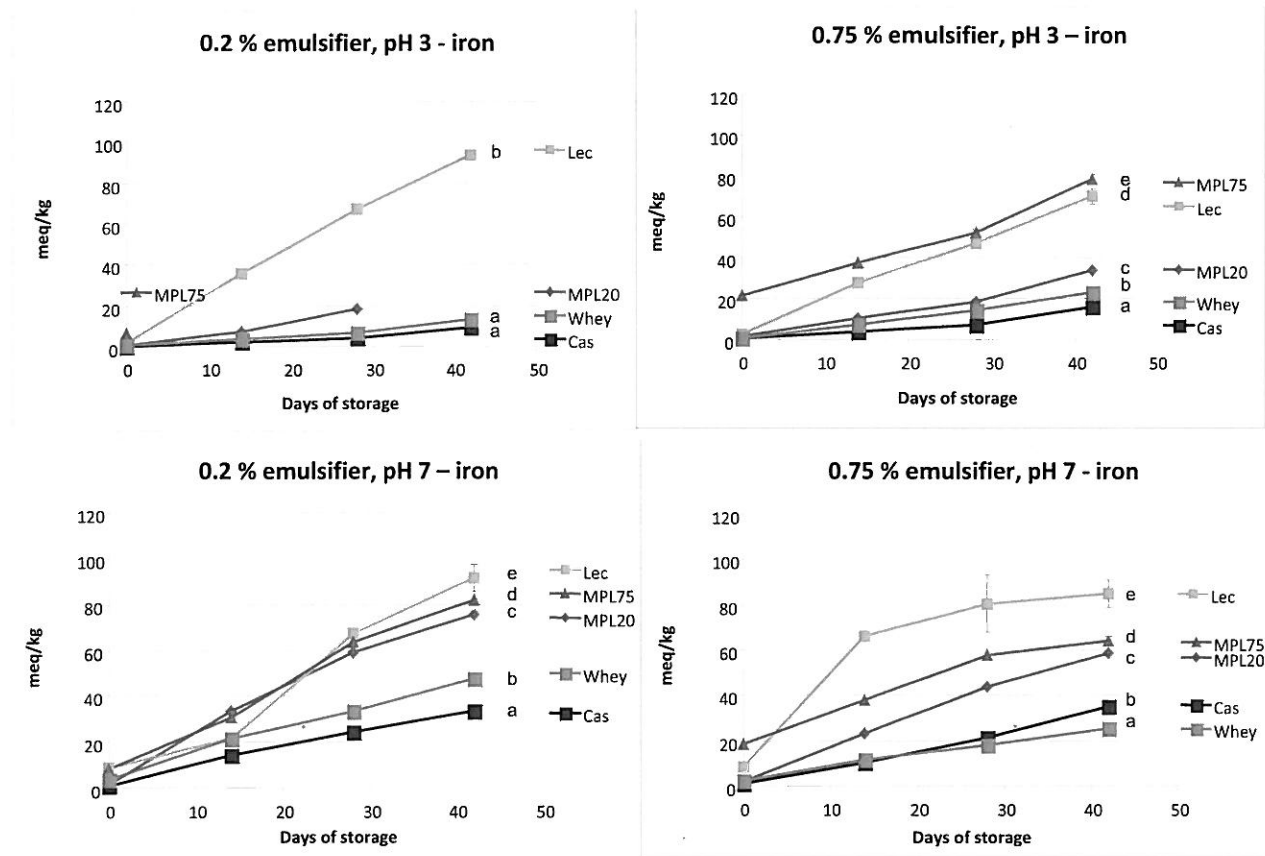 0.2 % emulsifier, pH 3 - iron
120
100
80
60
40
20
0
meq/kg
0 10 20 30 40 50
Days of storage
b
a
a
Lec
MPL75
MPL20
Whey
Cas
0.75 % emulsifier, pH 3 – iron
120
100
80
60
40
20
0
meq/kg
0 10 20 30 40 50
Days of storage
e
d
c
b
a
MPL75
Lec
MPL20
Whey
Cas
0.2 % emulsifier, pH 7 – iron
120
100
80
60
40
20
0
meq/kg
0 10 20 30 40 50
Days of storage
e
d
c
b
a
Lec
MPL75
MPL20
Whey
Cas
0.75 % emulsifier, pH 7 - iron
120
100
80
60
40
20
0
meq/kg
0 10 20 30 40 50
Days of storage
e
d
c
b
a
Lec
MPL75
MPL20
Cas
Whey